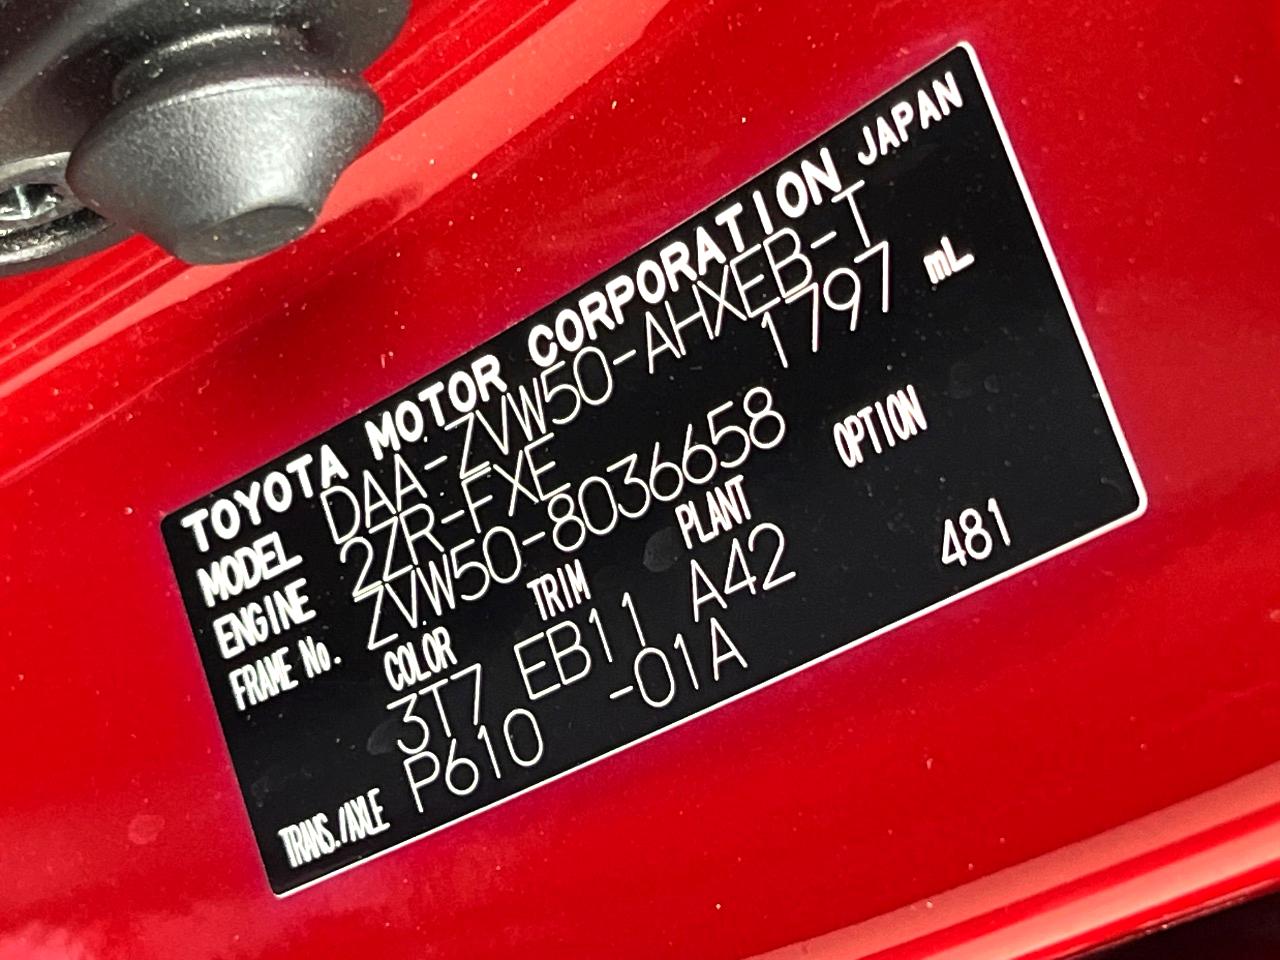 TOYOTA MOTOR CORPORATION JAPAN
MODEL DAA-ZVW50-AHXEB-T
ENGINE 2ZR-FXE 1797 mL
FRAME No. ZVW50-8036658
COLOR TRIM PLANT OPTION
3T7 EB11 A42 481
TRANS./AXLE P610 -01A